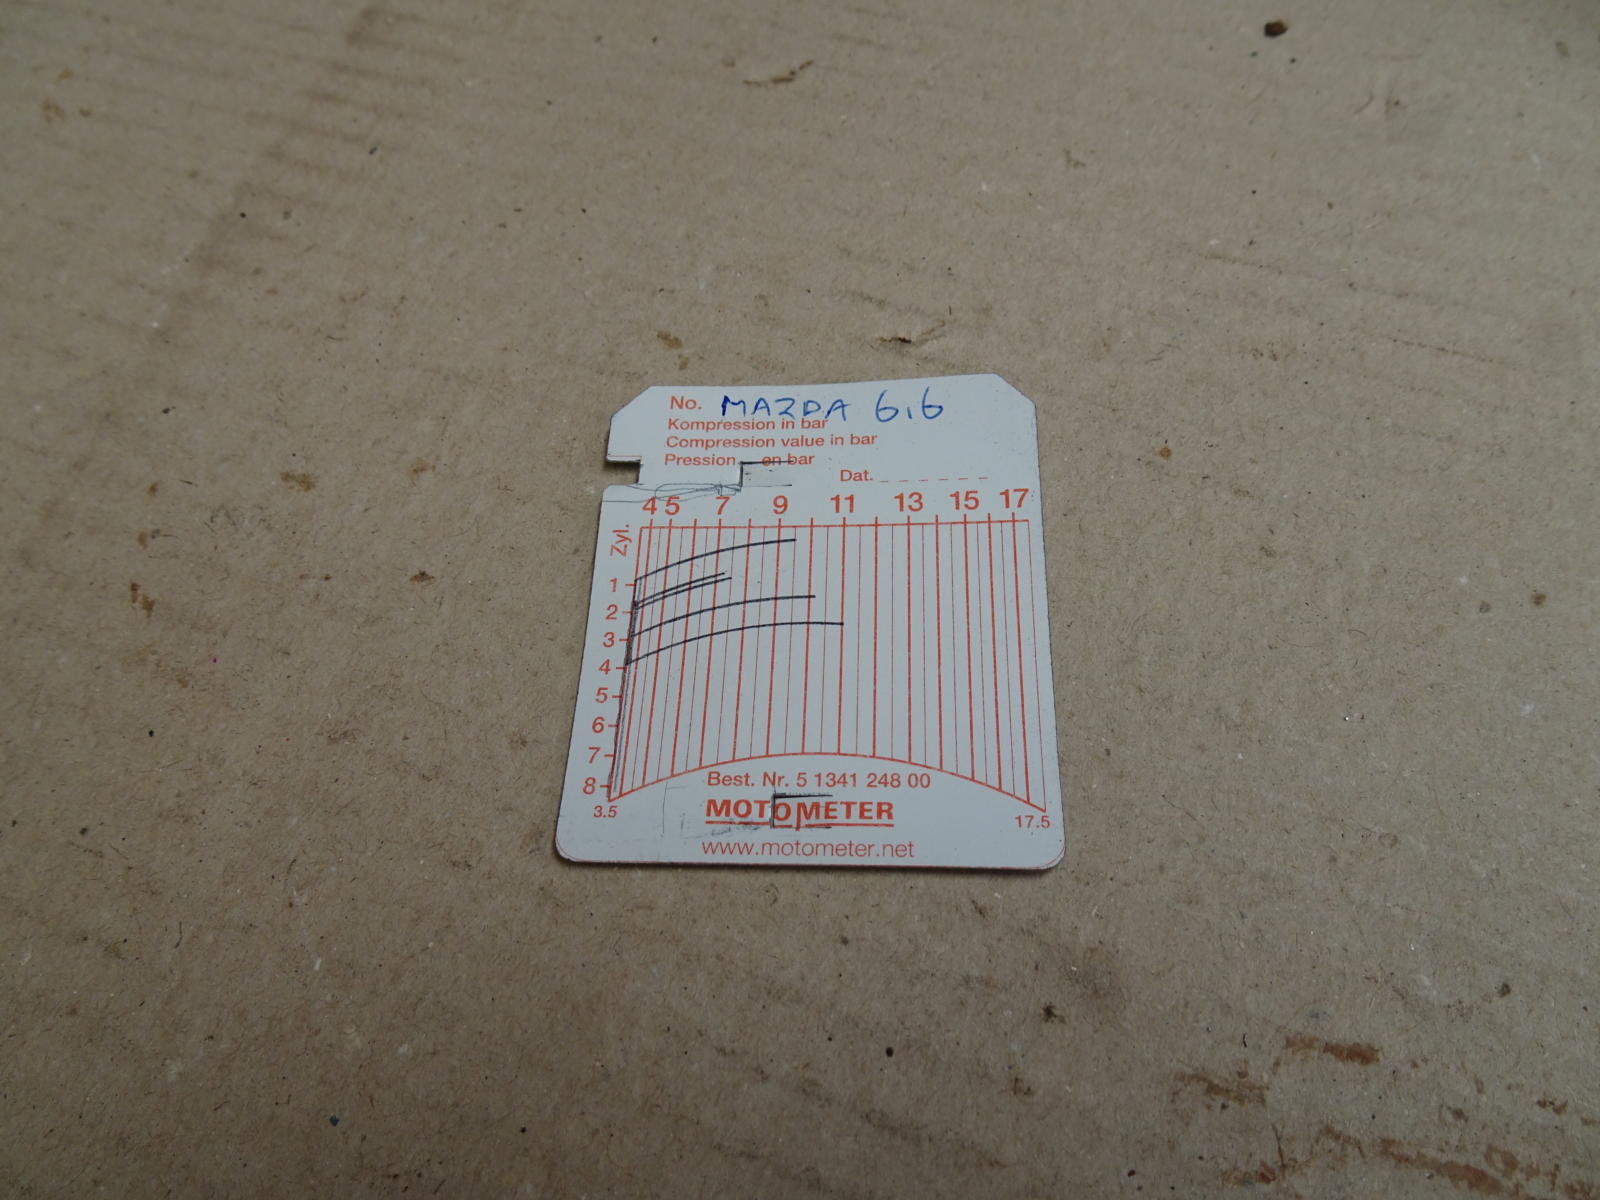 No. MAZDA 6.6
Kompression in bar
Compression value in bar
Pression en bar
Dat. _ _ _ _ _ _
4 5 7 9 11 13 15 17
Zyl.
1
2
3
4
5
6
7
8
3.5
17.5
Best. Nr. 5 1341 248 00
MOTOMETER
www.motometer.net